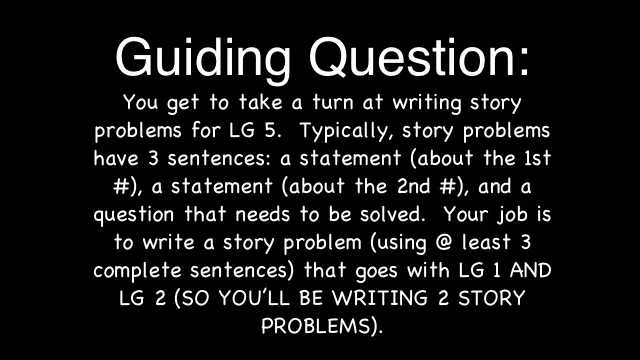 Guiding Question:
You get to take a turn at writing story
problems for LG 5. Typically, story problems
have 3 sentences: a statement (about the 1st
#), a statement (about the 2nd #), and a
question that needs to be solved. Your job is
to write a story problem (using @ least 3
complete sentences) that goes with LG 1 AND
LG 2 (SO YOU'LL BE WRITING 2 STORY
PROBLEMS).